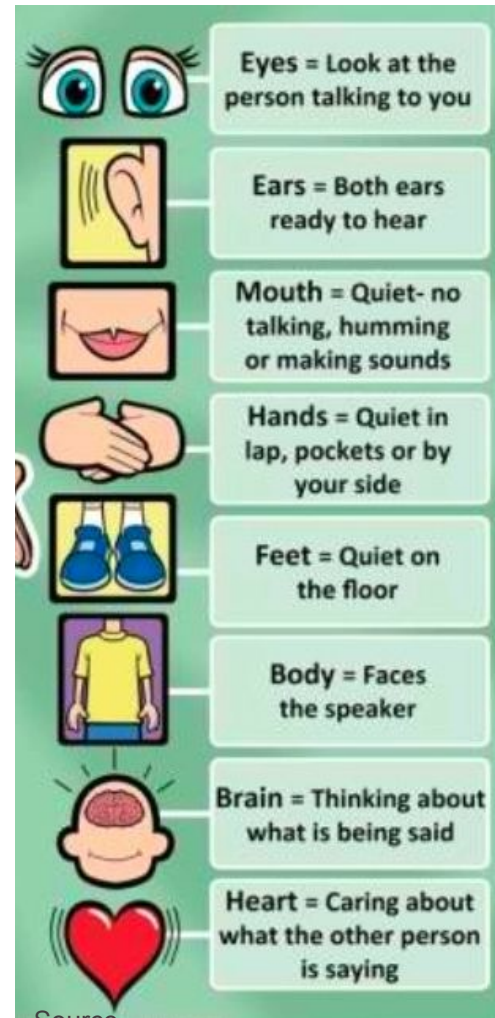 Eyes = Look at the
person talking to you
Ears = Both ears
ready to hear
Mouth = Quiet- no
talking, humming
or making sounds
Hands = Quiet in
lap, pockets or by
your side
Feet = Quiet on
the floor
Body = Faces
the speaker
Brain = Thinking about
what is being said
Heart = Caring about
what the other person
is saying
Source